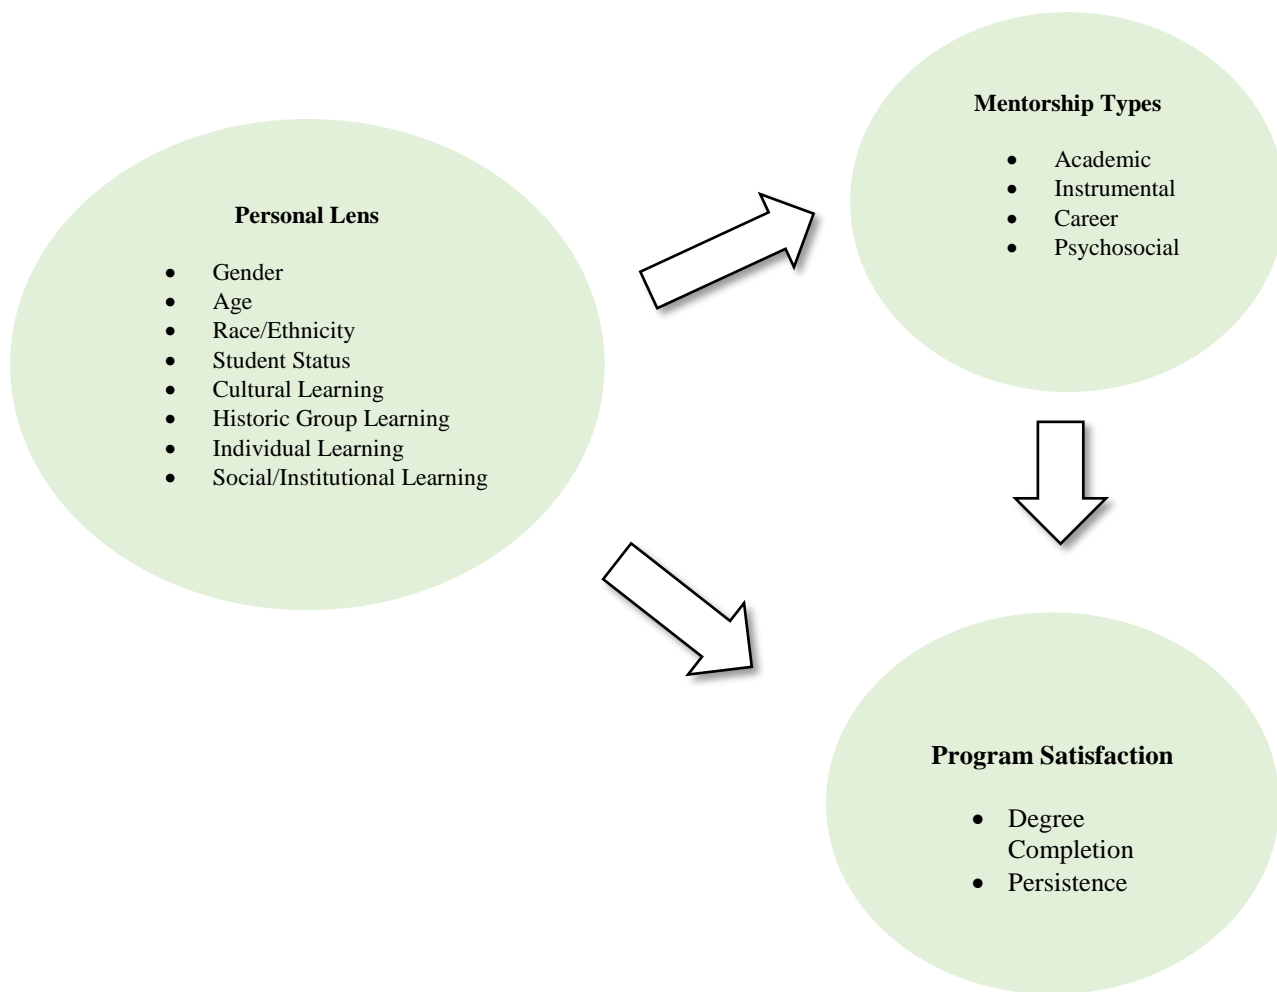 Personal Lens
• Gender
• Age
• Race/Ethnicity
• Student Status
• Cultural Learning
• Historic Group Learning
• Individual Learning
• Social/Institutional Learning
Mentorship Types
• Academic
• Instrumental
• Career
• Psychosocial
Program Satisfaction
• Degree
Completion
• Persistence